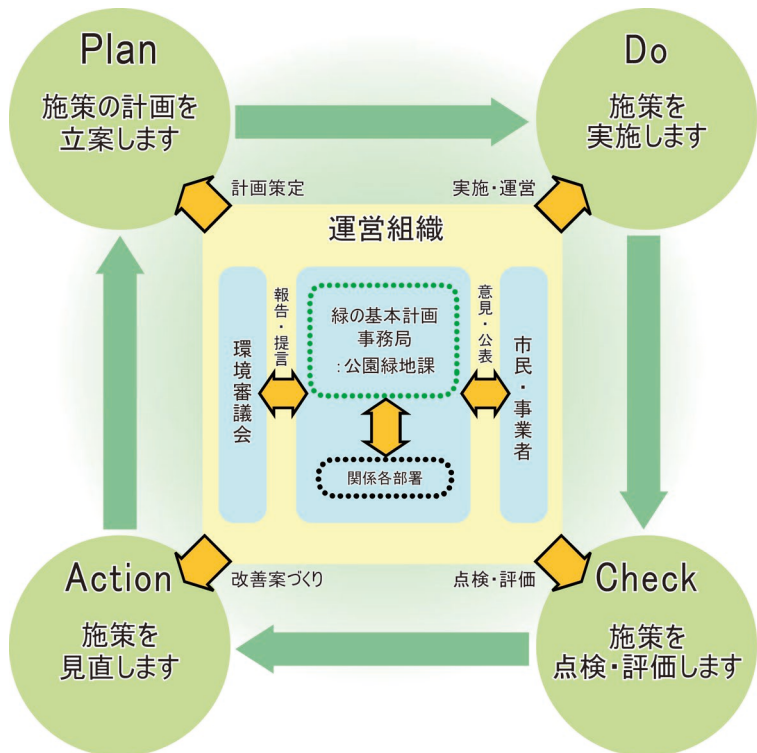 Plan
施策の計画を
立案します
Do
施策を
実施します
計画策定
実施・運営
運営組織
環境審議会
報告・提言
緑の基本計画
事務局
:公園緑地課
関係各部署
意見・公表
市民・事業者
改善案づくり
点検・評価
Action
施策を
見直します
Check
施策を
点検・評価します